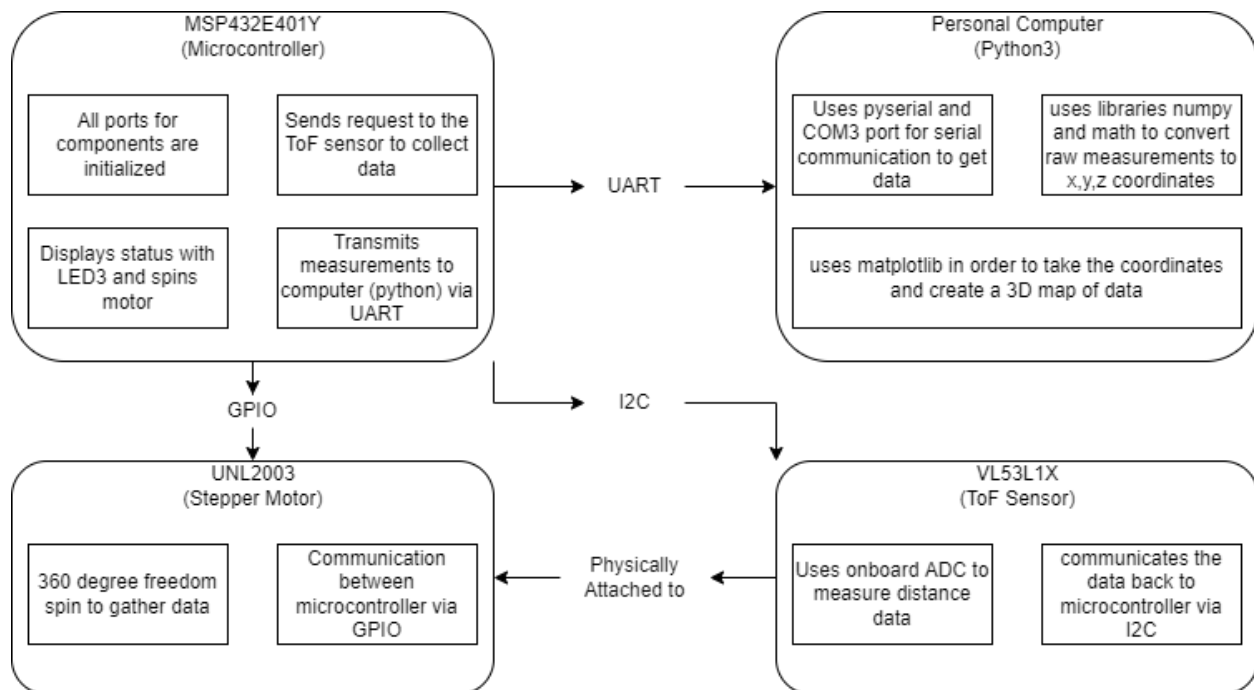 MSP432E401Y
(Microcontroller)
All ports for
components are
initialized
Sends request to the
ToF sensor to collect
data
Displays status with
LED3 and spins
motor
Transmits
measurements to
computer (python) via
UART
UART
Personal Computer
(Python3)
Uses pyserial and
COM3 port for serial
communication to get
data
uses libraries numpy
and math to convert
raw measurements to
x,y,z coordinates
uses matplotlib in order to take the coordinates
and create a 3D map of data
GPIO
I2C
UNL2003
(Stepper Motor)
360 degree freedom
spin to gather data
Communication
between
microcontroller via
GPIO
Physically
Attached to
VL53L1X
(ToF Sensor)
Uses onboard ADC to
measure distance
data
communicates the
data back to
microcontroller via
I2C